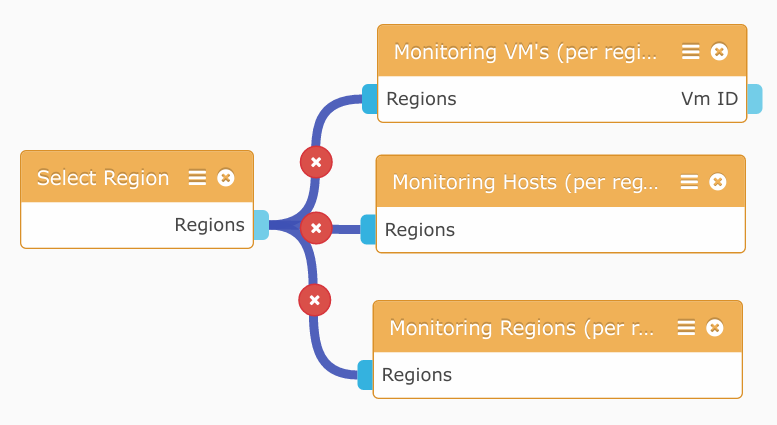 Monitoring VM's (per regi...
Regions
Vm ID
Select Region
Regions
Monitoring Hosts (per reg...
Regions
Monitoring Regions (per r...
Regions